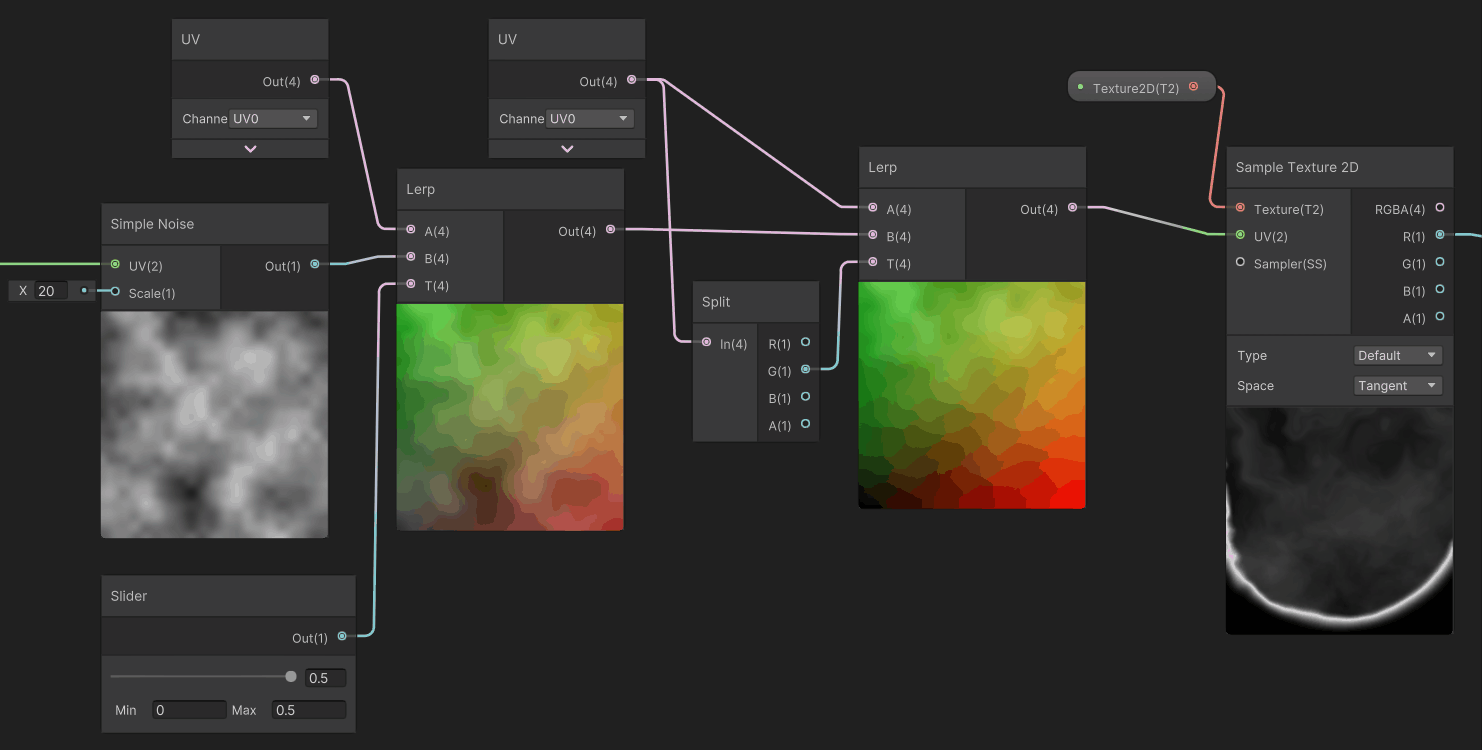 UV
Out(4)
Channe UV0
UV
Out(4)
Channe UV0
Texture2D(T2)
Simple Noise
UV(2)
Out(1)
X 20
Scale(1)
Lerp
A(4)
Out(4)
B(4)
T(4)
Split
In(4)
R(1)
G(1)
B(1)
A(1)
Lerp
A(4)
Out(4)
B(4)
T(4)
Sample Texture 2D
Texture(T2)
RGBA(4)
UV(2)
R(1)
Sampler(SS)
G(1)
B(1)
A(1)
Type Default
Space Tangent
Slider
Out(1)
0.5
Min 0 Max 0.5